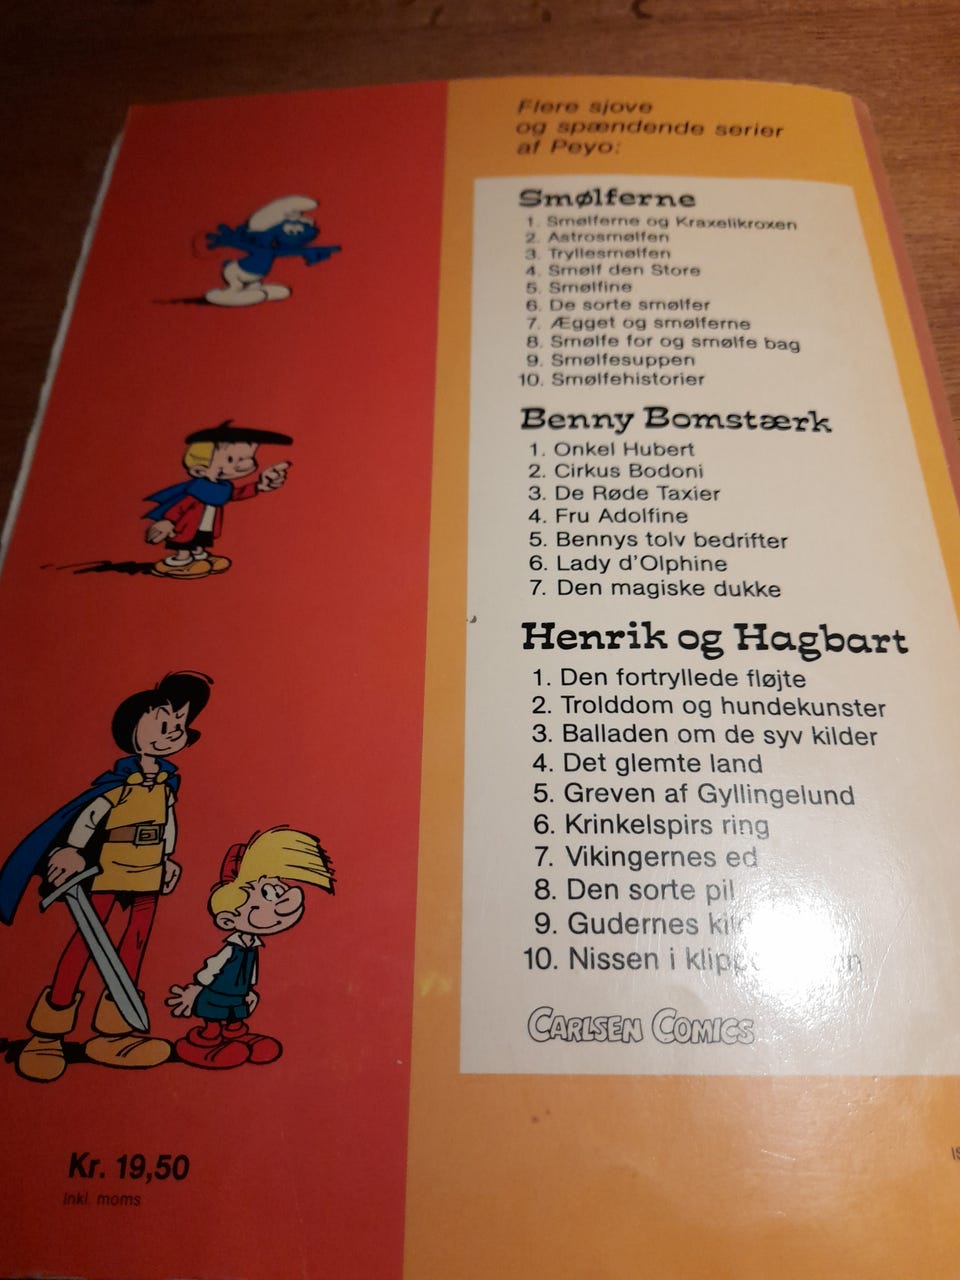 Flere sjove
og spændende serier
af Peyo:
Smølferne
1. Smølferne og Kraxelikroxen
2. Astrosmølfen
3. Tryllesmølfen
4. Smølf den Store
5. Smølfine
6. De sorte smølfer
7. Ægget og smølferne
8. Smølfe for og smølfe bag
9. Smølfesuppen
10. Smølfehistorier
Benny Bomstærk
1. Onkel Hubert
2. Cirkus Bodoni
3. De Røde Taxier
4. Fru Adolfine
5. Bennys tolv bedrifter
6. Lady d'Olphine
7. Den magiske dukke
Henrik og Hagbart
1. Den fortryllede fløjte
2. Trolddom og hundekunster
3. Balladen om de syv kilder
4. Det glemte land
5. Greven af Gyllingelund
6. Krinkelspirs ring
7. Vikingernes ed
8. Den sorte pil
9. Gudernes
10. Nissen i
CARLSEN COMICS
Kr. 19,50
Inkl. moms